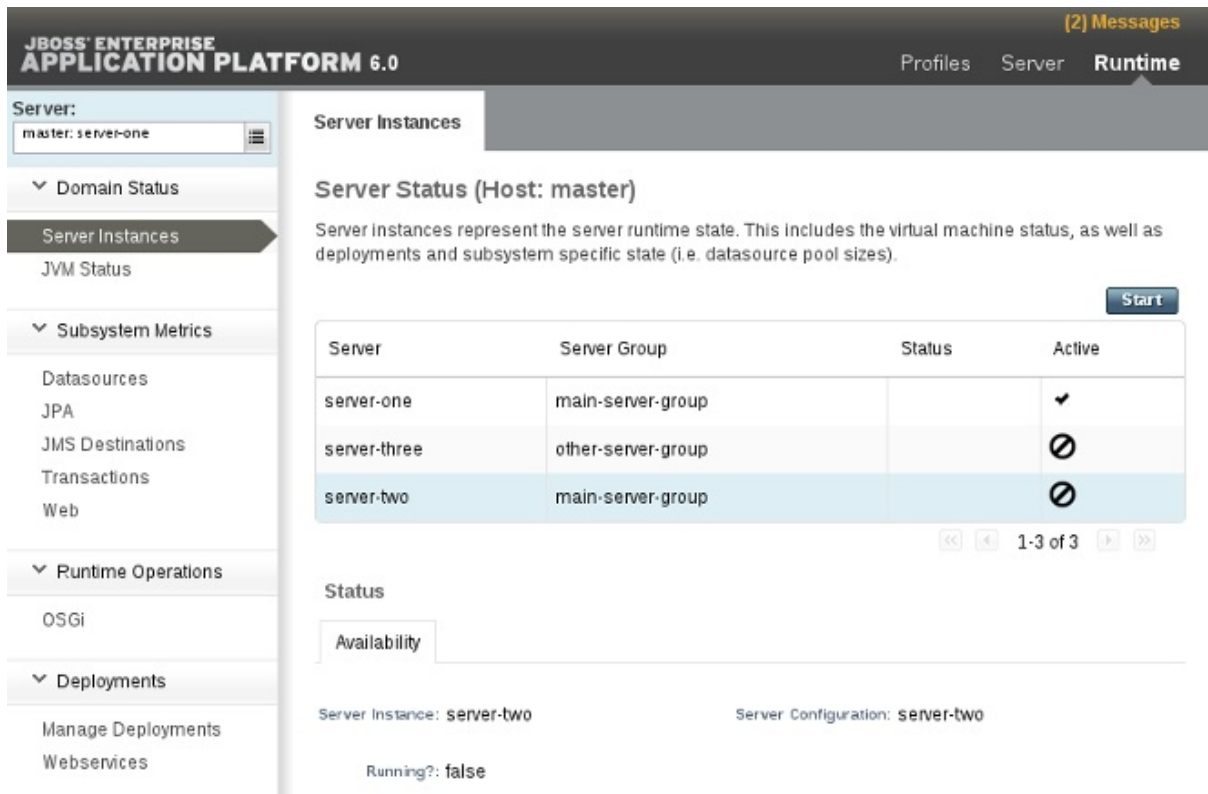 (2) Messages
JBOSS' ENTERPRISE
APPLICATION PLATFORM 6.0
Profiles Server Runtime
Server:
master: server-one
Domain Status
Server Instances
JVM Status
Subsystem Metrics
Datasources
JPA
JMS Destinations
Transactions
Web
Runtime Operations
OSGi
Deployments
Manage Deployments
Webservices
Server Instances
Server Status (Host: master)
Server instances represent the server runtime state. This includes the virtual machine status, as well as
deployments and subsystem specific state (i.e. datasource pool sizes).
Start
Server Server Group Status Active
server-one main-server-group
server-three other-server-group
server-two main-server-group
1-3 of 3
Status
Availability
Server Instance: server-two Server Configuration: server-two
Running?: false